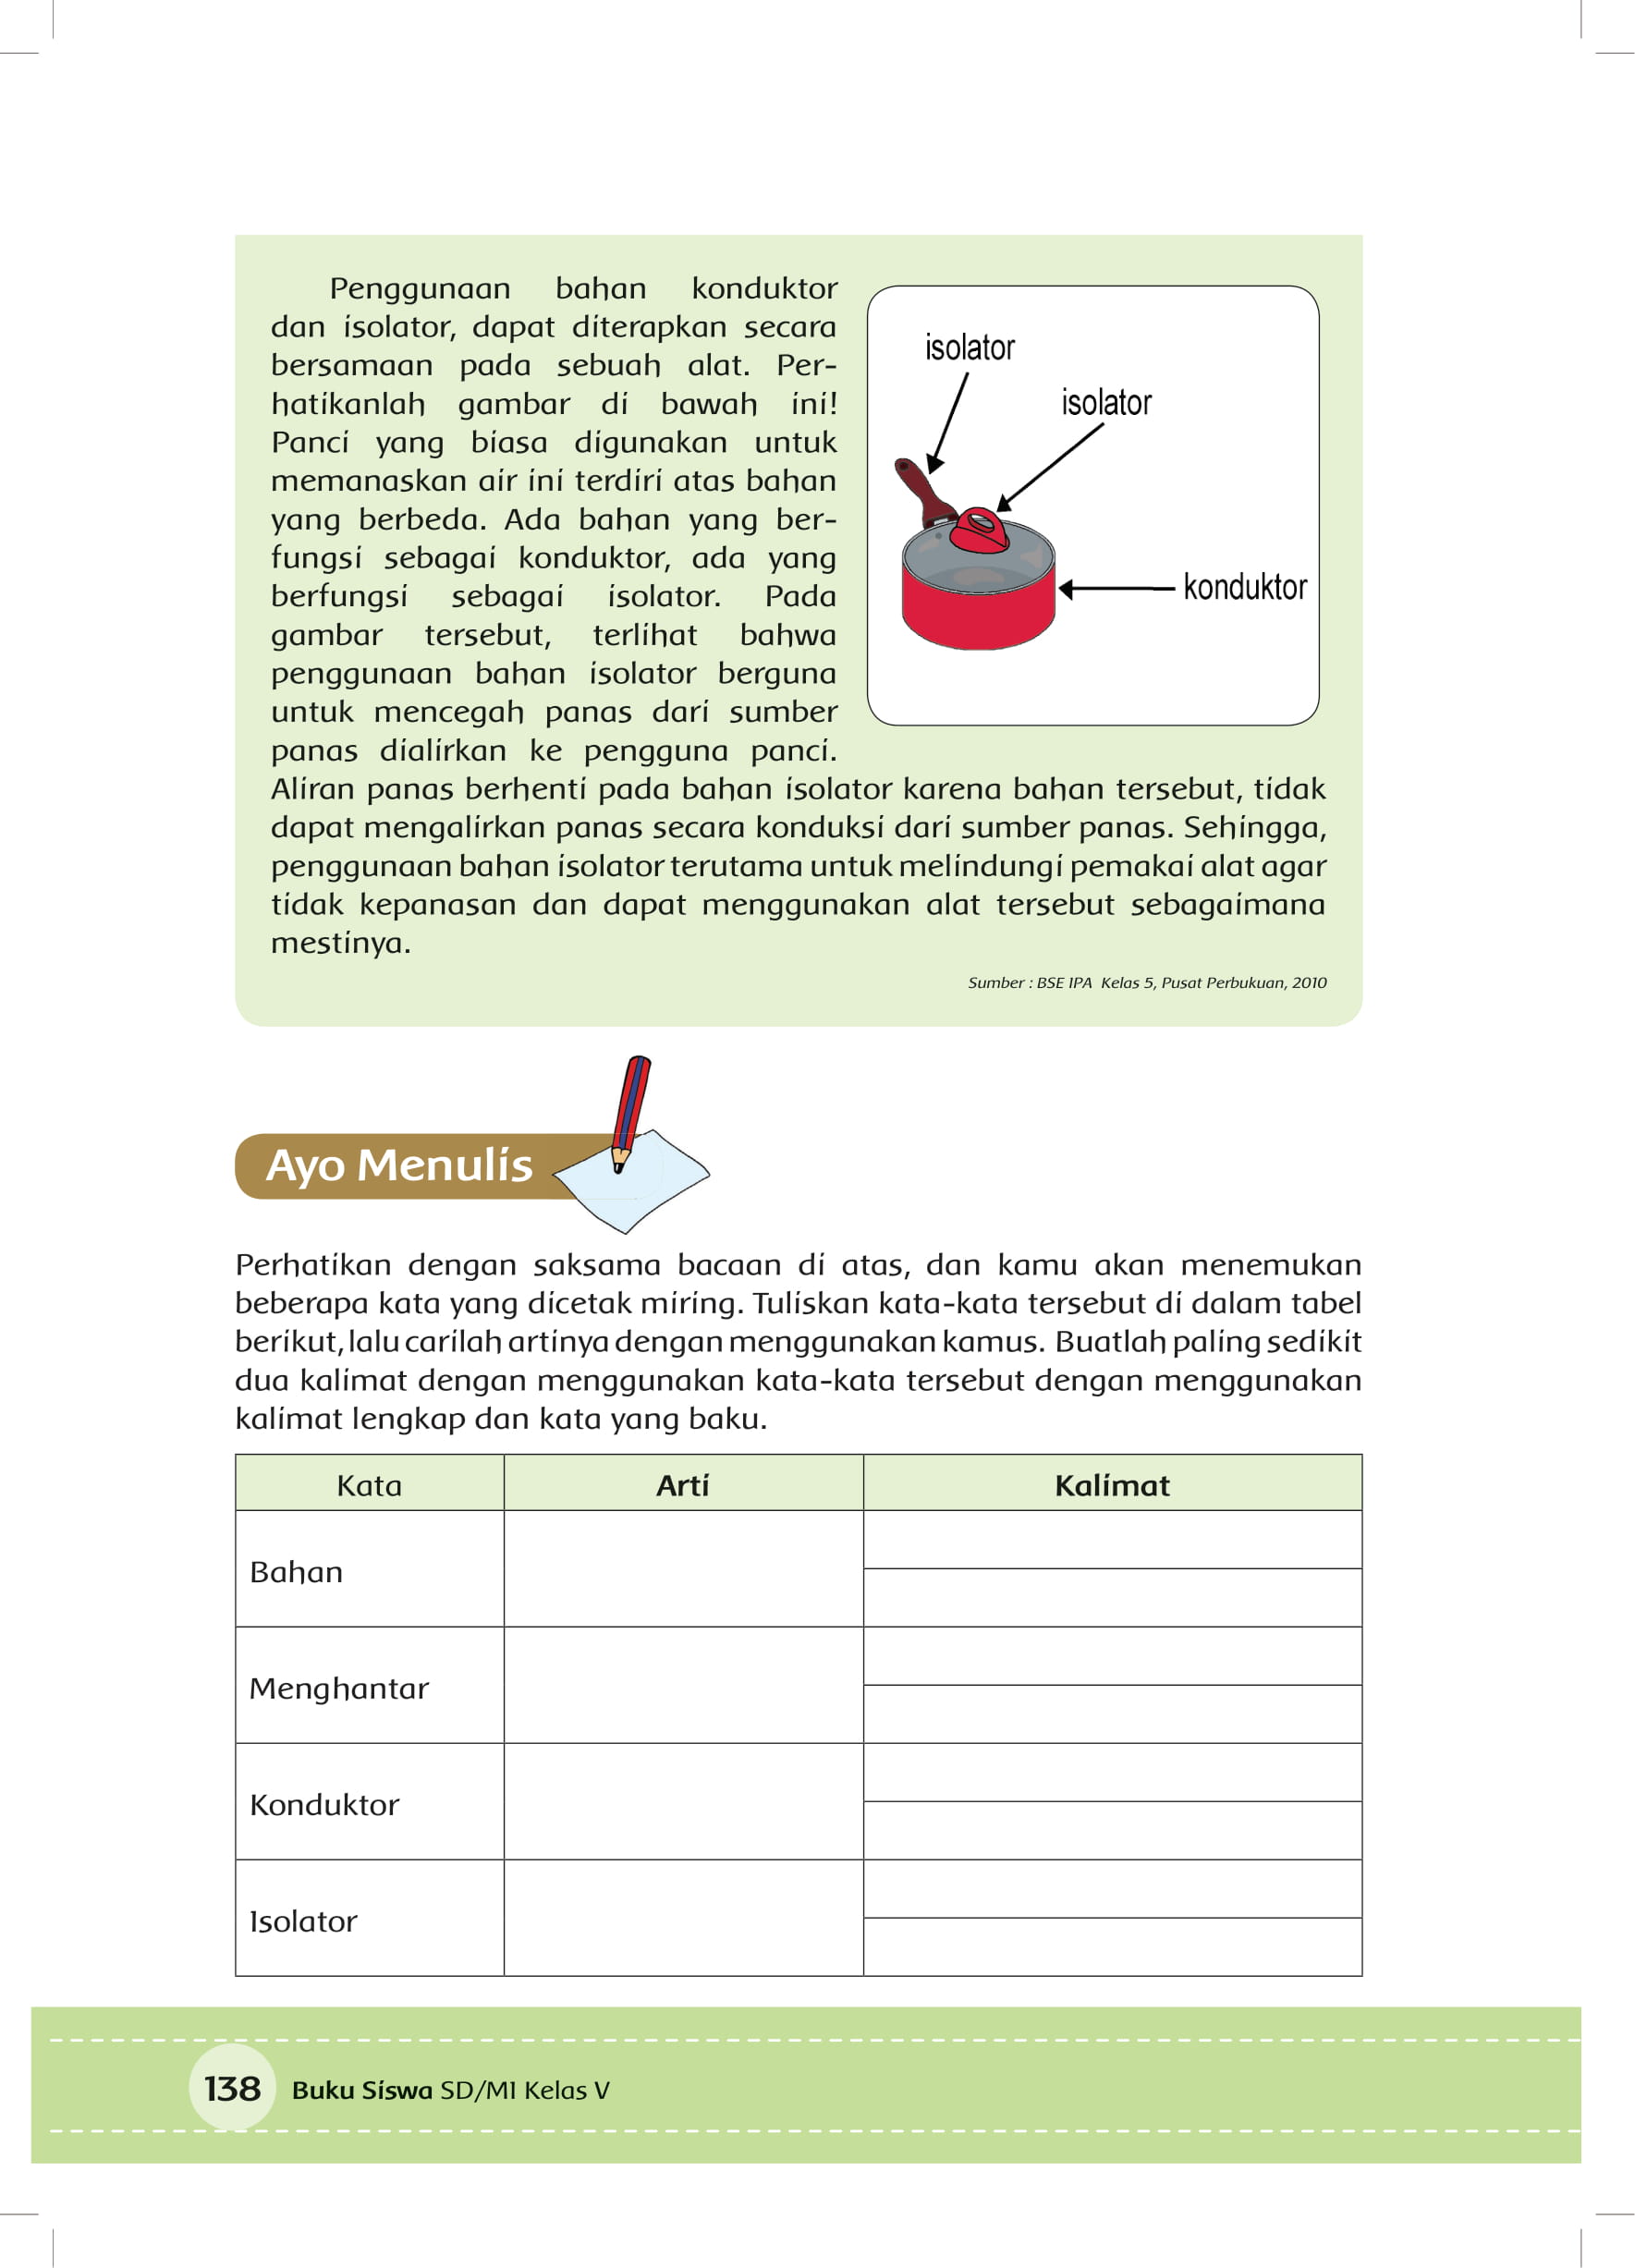 Penggunaan bahan konduktor
dan isolator, dapat diterapkan secara
bersamaan pada sebuah alat. Per-
hatikanlah gambar di bawah ini!
Panci yang biasa digunakan untuk
memanaskan air ini terdiri atas bahan
yang berbeda. Ada bahan yang ber-
fungsi sebagai konduktor, ada yang
berfungsi sebagai isolator. Pada
gambar tersebut, terlihat bahwa
penggunaan bahan isolator berguna
untuk mencegah panas dari sumber
panas dialirkan ke pengguna panci.
Aliran panas berhenti pada bahan isolator karena bahan tersebut, tidak
dapat mengalirkan panas secara konduksi dari sumber panas. Sehingga,
penggunaan bahan isolator terutama untuk melindungi pemakai alat agar
tidak kepanasan dan dapat menggunakan alat tersebut sebagaimana
mestinya.
isolator
isolator
konduktor
Sumber : BSE IPA Kelas 5, Pusat Perbukuan, 2010
Ayo Menulis
Perhatikan dengan saksama bacaan di atas, dan kamu akan menemukan
beberapa kata yang dicetak miring. Tuliskan kata-kata tersebut di dalam tabel
berikut, lalu carilah artinya dengan menggunakan kamus. Buatlah paling sedikit
dua kalimat dengan menggunakan kata-kata tersebut dengan menggunakan
kalimat lengkap dan kata yang baku.
Kata Arti Kalimat
Bahan
Menghantar
Konduktor
Isolator
138 Buku Siswa SD/MI Kelas V